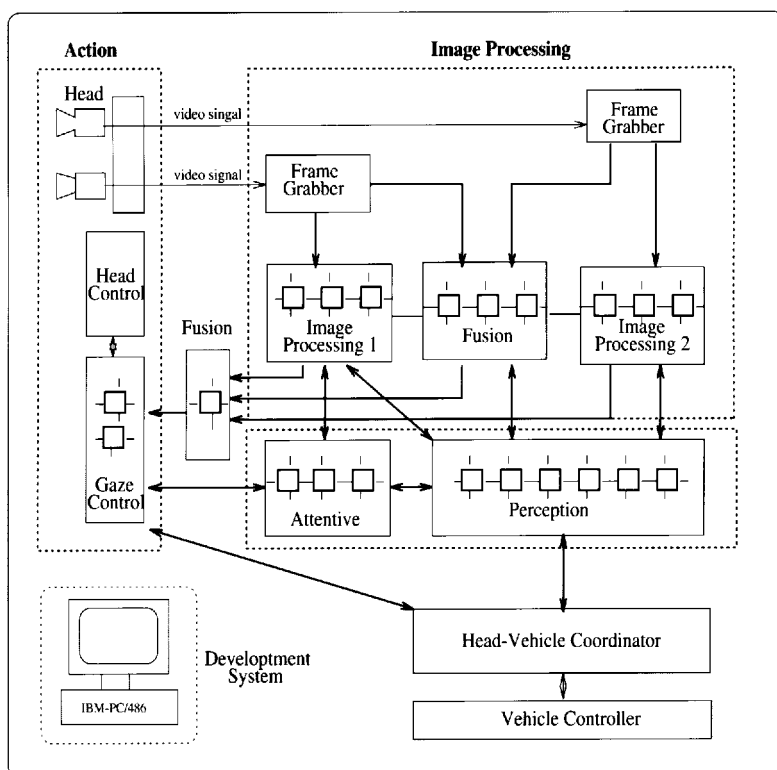 Action
Image Processing
Head
video singal
Frame
Grabber
video signal
Frame
Grabber
Head
Control
Fusion
Image
Processing 1
Fusion
Image
Processing 2
Gaze
Control
Attentive
Perception
Head-Vehicle Coordinator
Developtment
System
IBM-PC/486
Vehicle Controller